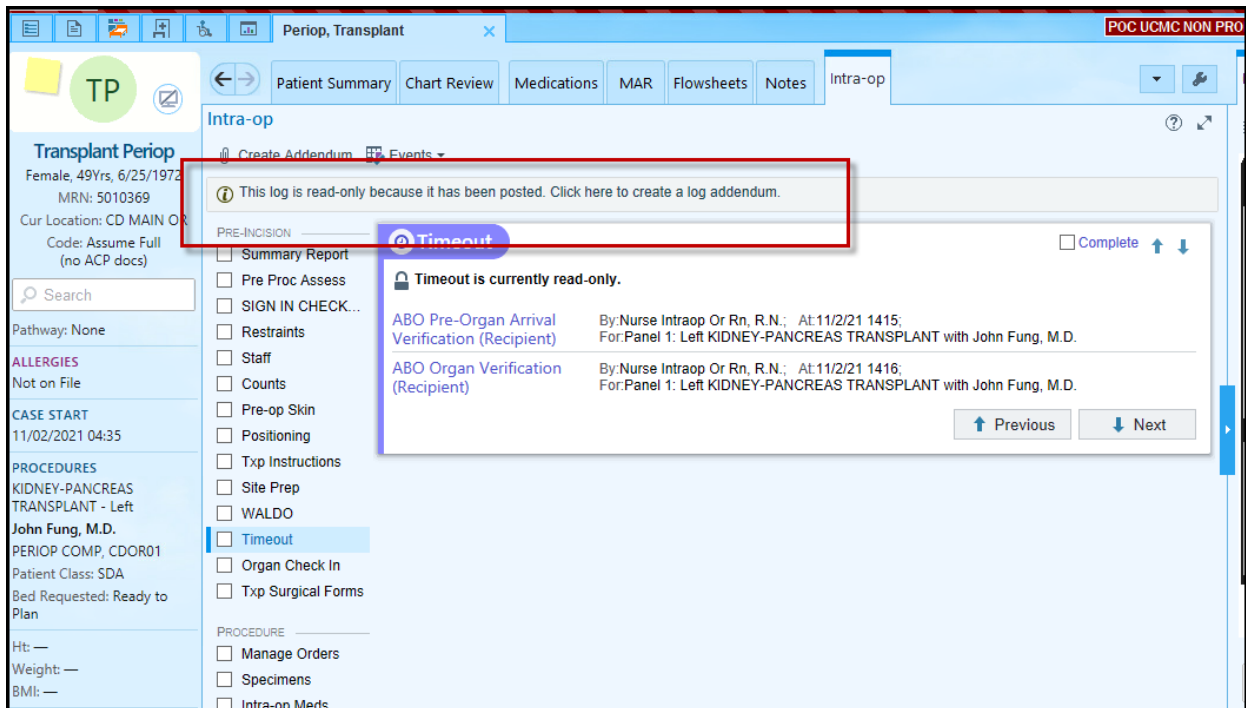 Periop, Transplant
POC UCMC NON PRO
TP
Patient Summary
Chart Review
Medications
MAR
Flowsheets
Notes
Intra-op
Transplant Periop
Female, 49Yrs, 6/25/1972
MRN: 5010369
Cur Location: CD MAIN OR
Code: Assume Full
(no ACP docs)
Search
Pathway: None
ALLERGIES
Not on File
CASE START
11/02/2021 04:35
PROCEDURES
KIDNEY-PANCREAS
TRANSPLANT - Left
John Fung, M.D.
PERIOP COMP, CDOR01
Patient Class: SDA
Bed Requested: Ready to
Plan
Ht: —
Weight: —
BMI: —
Intra-op
Create Addendum Events
This log is read-only because it has been posted. Click here to create a log addendum.
PRE-INCISION
Summary Report
Pre Proc Assess
SIGN IN CHECK...
Restraints
Staff
Counts
Pre-op Skin
Positioning
Txp Instructions
Site Prep
WALDO
Timeout
Organ Check In
Txp Surgical Forms
PROCEDURE
Manage Orders
Specimens
Intra-op Meds
Timeout
Complete
Timeout is currently read-only.
ABO Pre-Organ Arrival
Verification (Recipient)
By:Nurse Intraop Or Rn, R.N.; At:11/2/21 1415;
For:Panel 1: Left KIDNEY-PANCREAS TRANSPLANT with John Fung, M.D.
ABO Organ Verification
(Recipient)
By:Nurse Intraop Or Rn, R.N.; At:11/2/21 1416;
For:Panel 1: Left KIDNEY-PANCREAS TRANSPLANT with John Fung, M.D.
Previous
Next